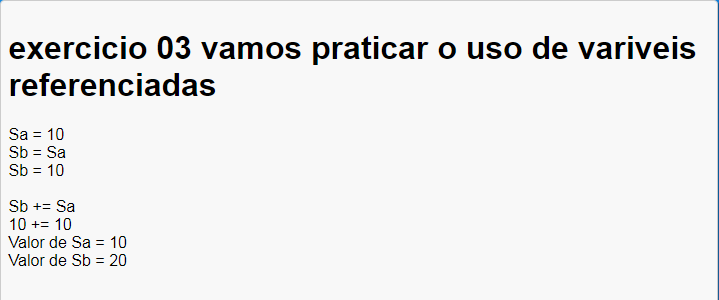 exercicio 03 vamos praticar o uso de variveis
referenciadas
Sa = 10
Sb = Sa
Sb = 10
Sb += Sa
10 += 10
Valor de Sa = 10
Valor de Sb = 20